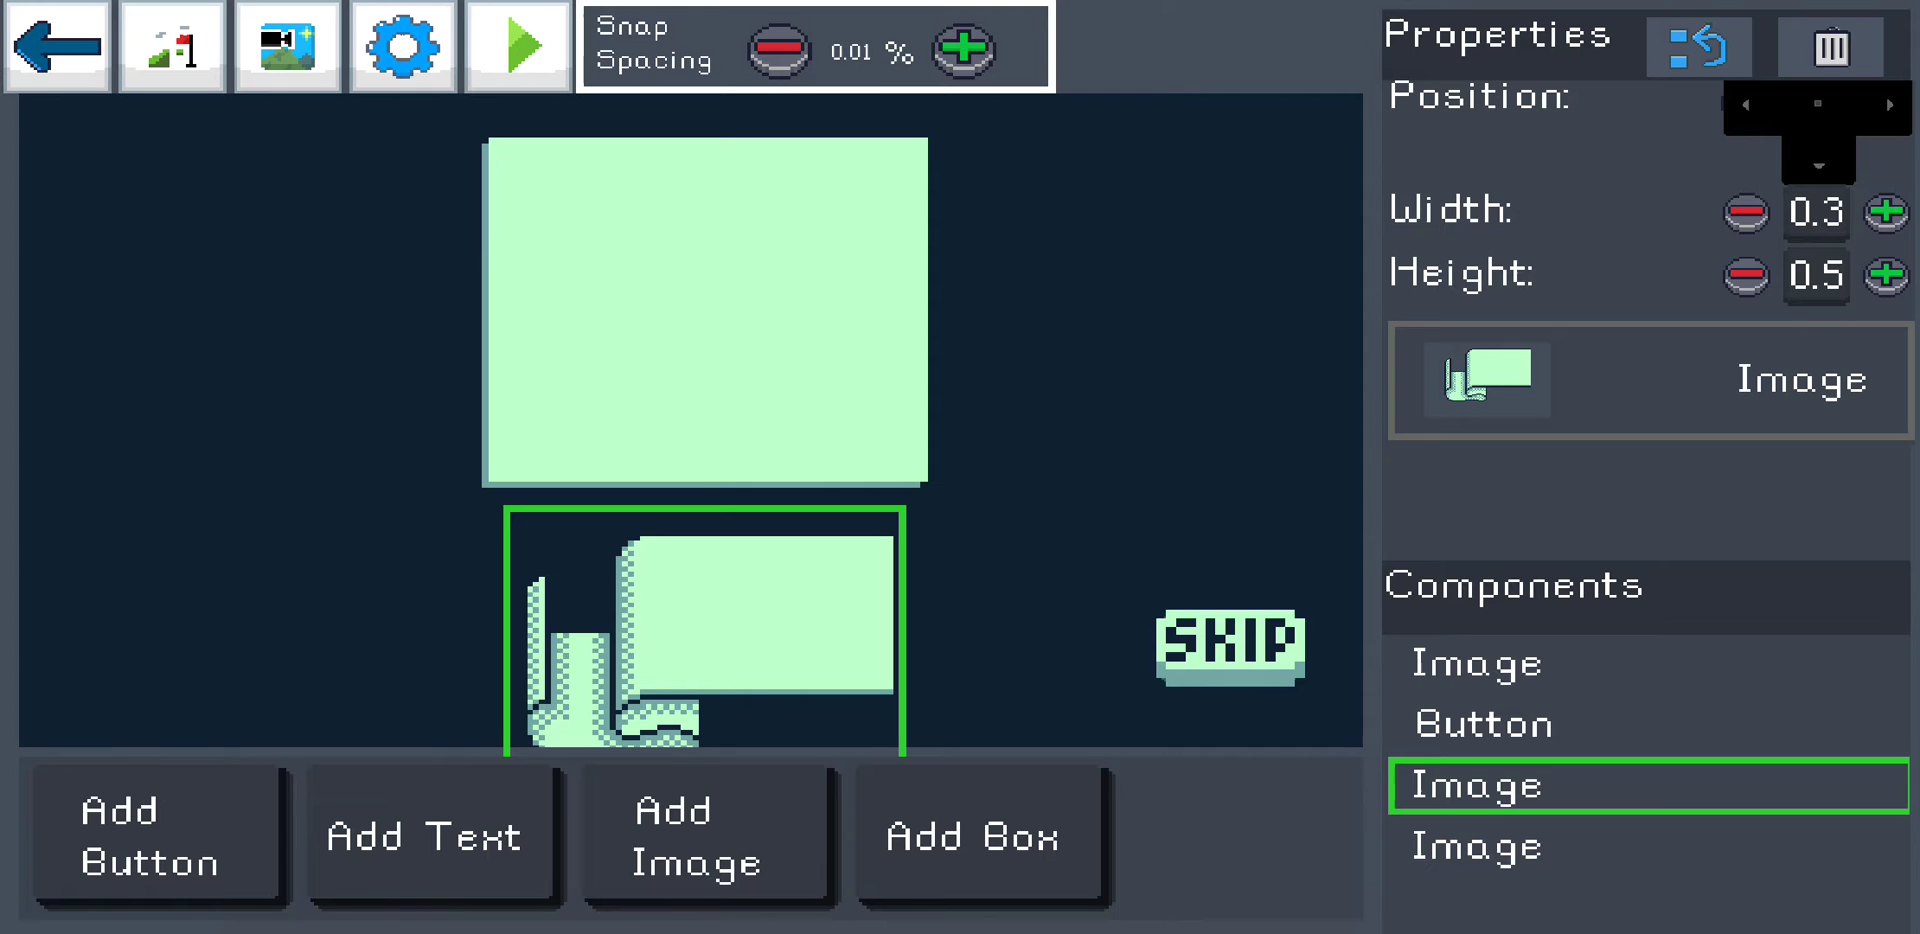 Snap
Spacing
0.01 %
Properties
Position:
Width:
0.3
Height:
0.5
Image
SKIP
Components
Image
Button
Image
Image
Add
Button
Add Text
Add
Image
Add Box
1